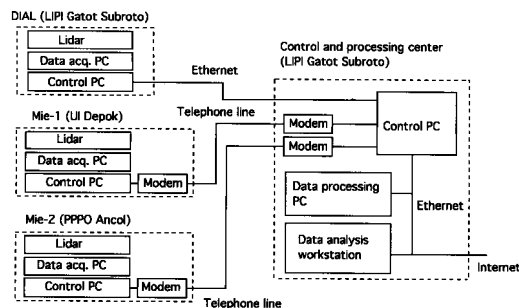 DIAL (LIPI Gatot Subroto)
Lidar
Data acq. PC
Control PC
Ethernet
Mie-1 (UI Depok)
Lidar
Data acq. PC
Control PC
Modem
Telephone line
Mie-2 (PPPO Ancol)
Lidar
Data acq. PC
Control PC
Modem
Telephone line
Control and processing center
(LIPI Gatot Subroto)
Modem
Modem
Control PC
Data processing
PC
Ethernet
Data analysis
workstation
Internet